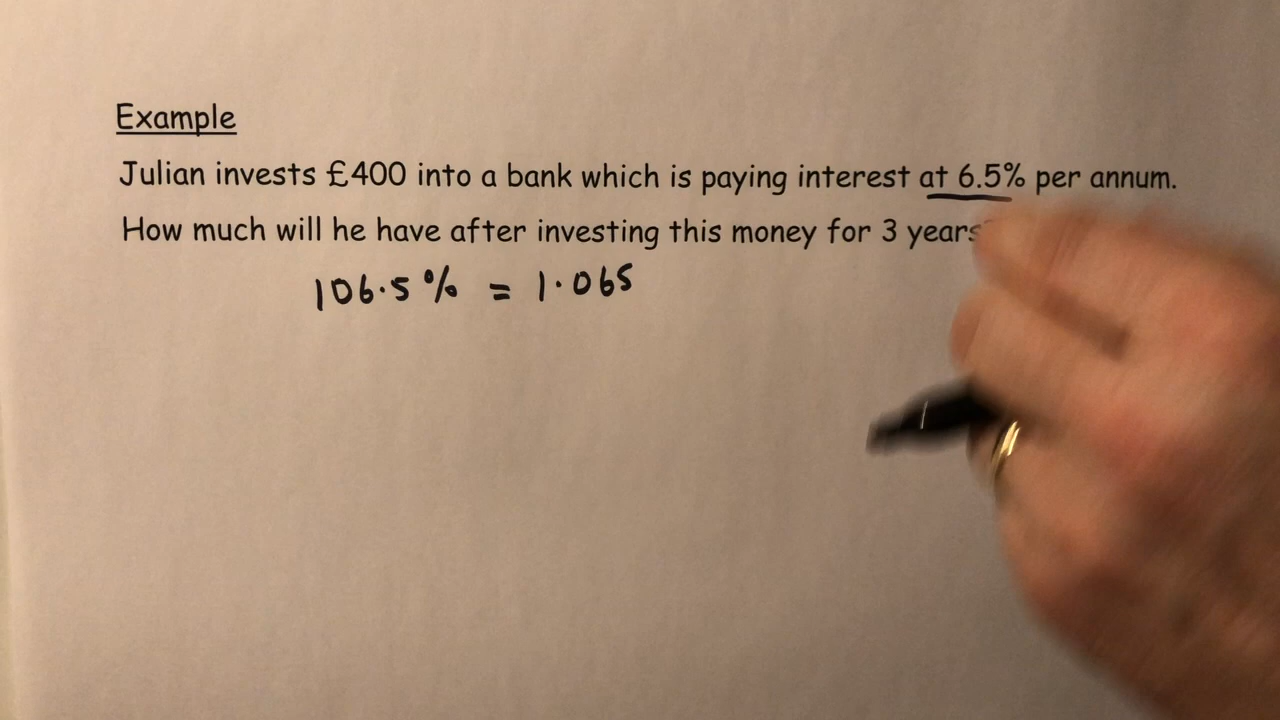 Example
Julian invests £400 into a bank which is paying interest at 6.5% per annum.
How much will he have after investing this money for 3 years
106.5% = 1.065